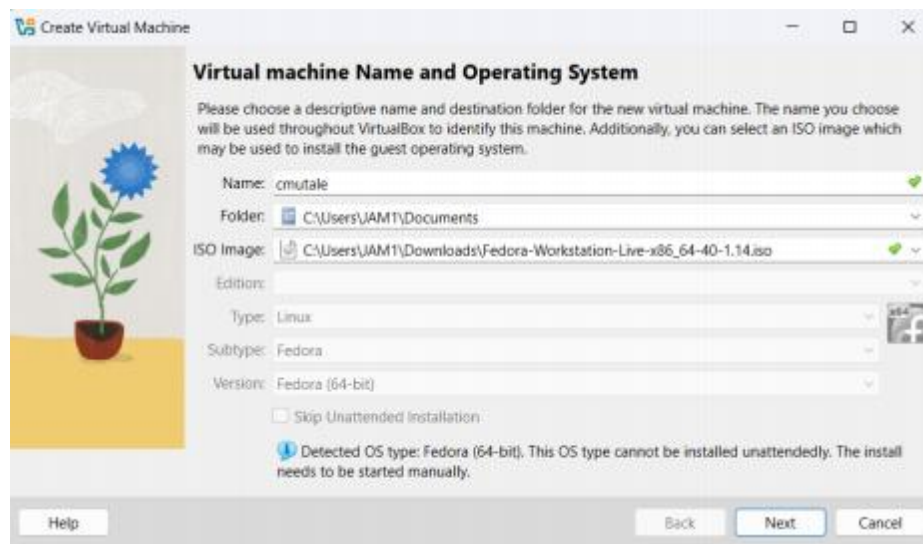 Create Virtual Machine
Virtual machine Name and Operating System
Please choose a descriptive name and destination folder for the new virtual machine. The name you choose
will be used throughout VirtualBox to identify this machine. Additionally, you can select an ISO image which
may be used to install the guest operating system.
Name: cmutale
Folder: C:\Users\JAM1\Documents
ISO Image: C:\Users\JAM1\Downloads\Fedora-Workstation-Live-x86_64-40-1.14.iso
Edition:
Type: Linux
x64
Subtype: Fedora
Version: Fedora (64-bit)
Skip Unattended Installation
Detected OS type: Fedora (64-bit). This OS type cannot be installed unattendedly. The install
needs to be started manually.
Help Back Next Cancel